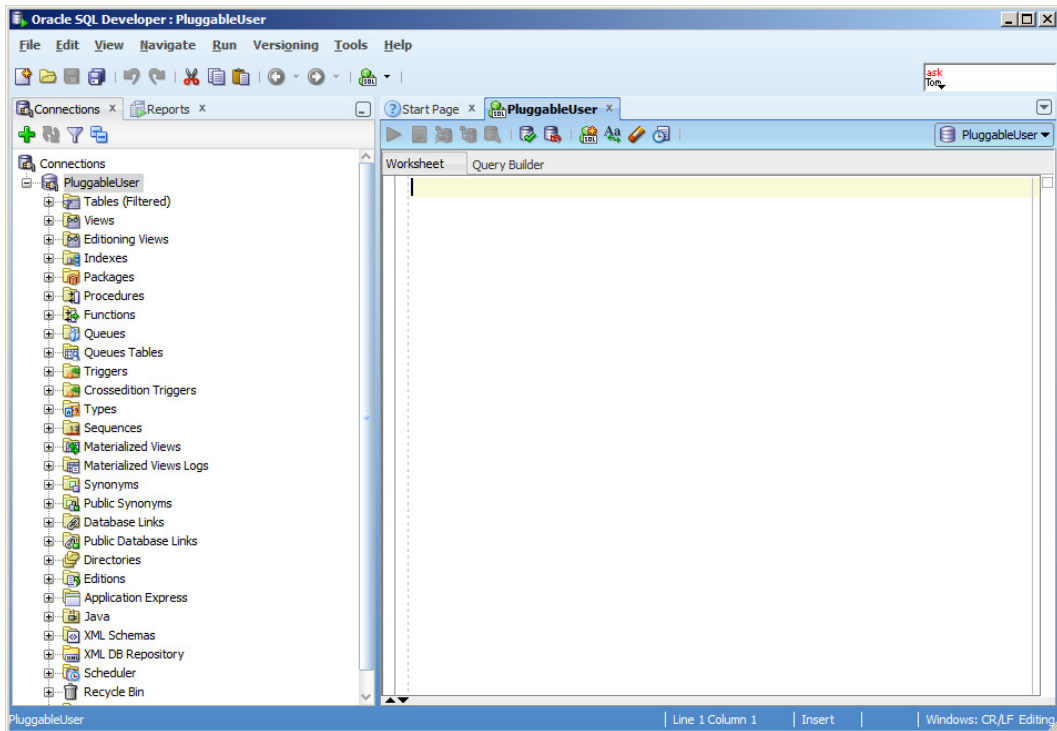 Oracle SQL Developer : PluggableUser
File Edit View Navigate Run Versioning Tools Help
SQL
ask
Tom
Connections x Reports x
Start Page x PluggableUser x
PluggableUser
Connections
Worksheet Query Builder
PluggableUser
Tables (Filtered)
Views
Editioning Views
Indexes
Packages
Procedures
Functions
Queues
Queues Tables
Triggers
Crossedition Triggers
Types
Sequences
Materialized Views
Materialized Views Logs
Synonyms
Public Synonyms
Database Links
Public Database Links
Directories
Editions
Application Express
Java
XML Schemas
XML DB Repository
Scheduler
Recycle Bin
PluggableUser Line 1 Column 1 Insert Windows: CR/LF Editing